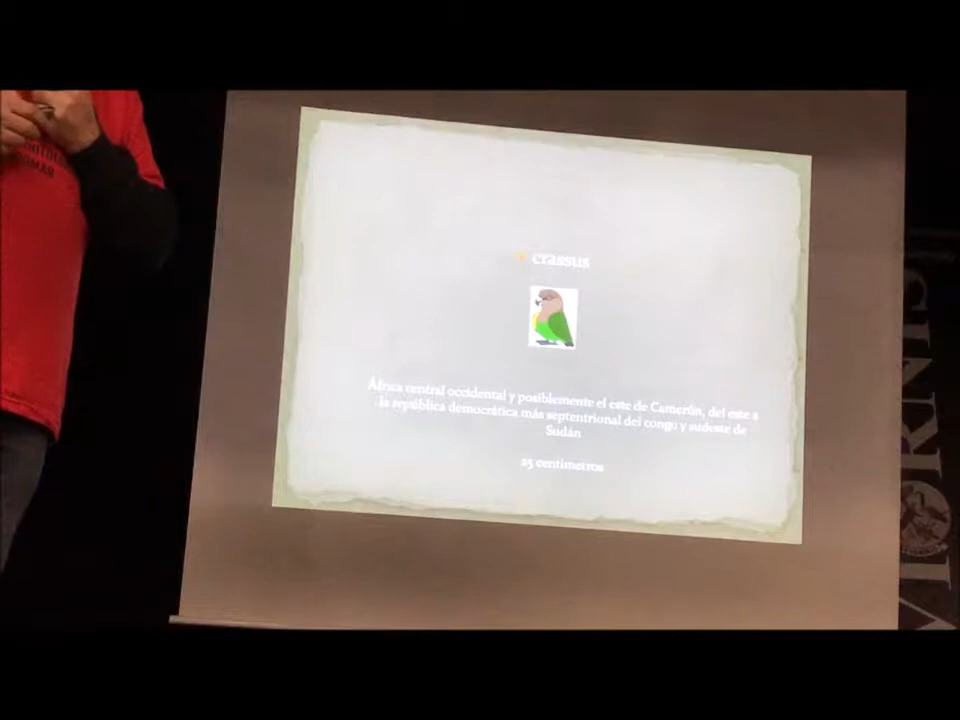 crassus
África central occidental y posiblemente el este de Camerún, del este a
la república democrática más septentrional del congo y sudeste de
Sudán
25 centimetros